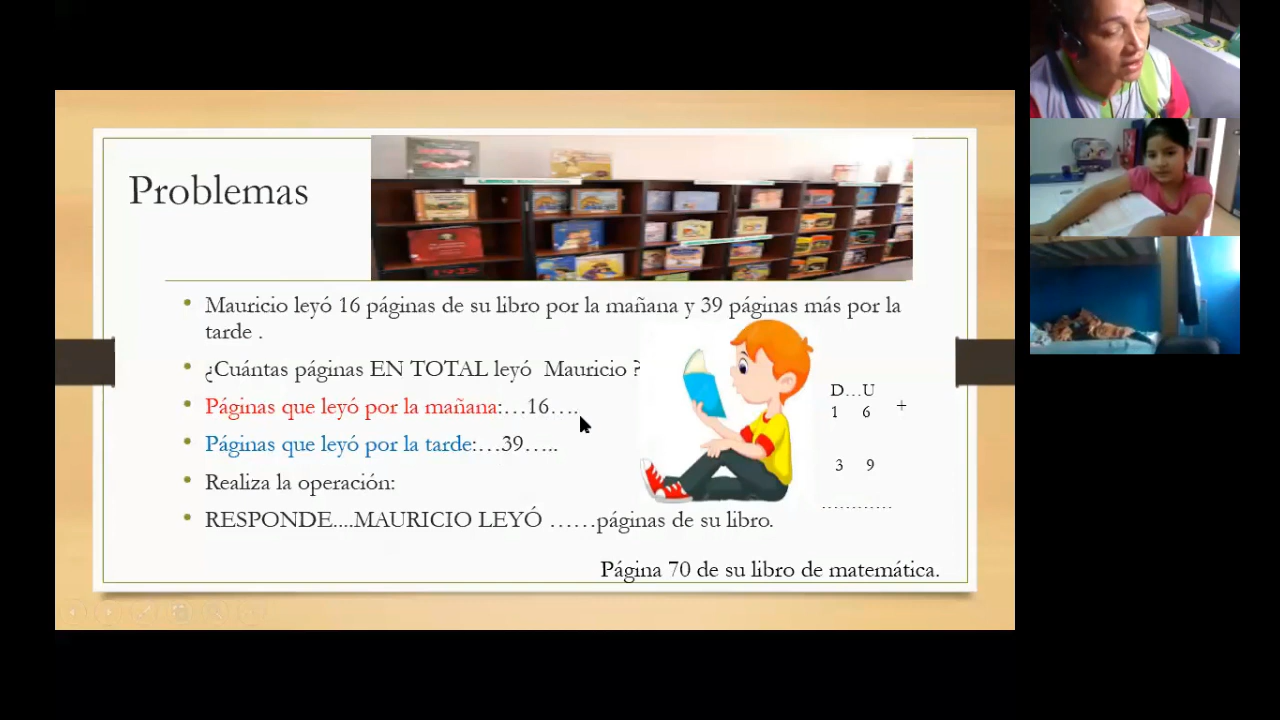 Problemas
Mauricio leyó 16 páginas de su libro por la mañana y 39 páginas más por la
tarde .
¿Cuántas páginas EN TOTAL leyó Mauricio ?
Páginas que leyó por la mañana:…16….
Páginas que leyó por la tarde:…39…..
Realiza la operación:
RESPONDE....MAURICIO LEYÓ ……páginas de su libro.
D…U
1 6 +
3 9
…………
Página 70 de su libro de matemática.